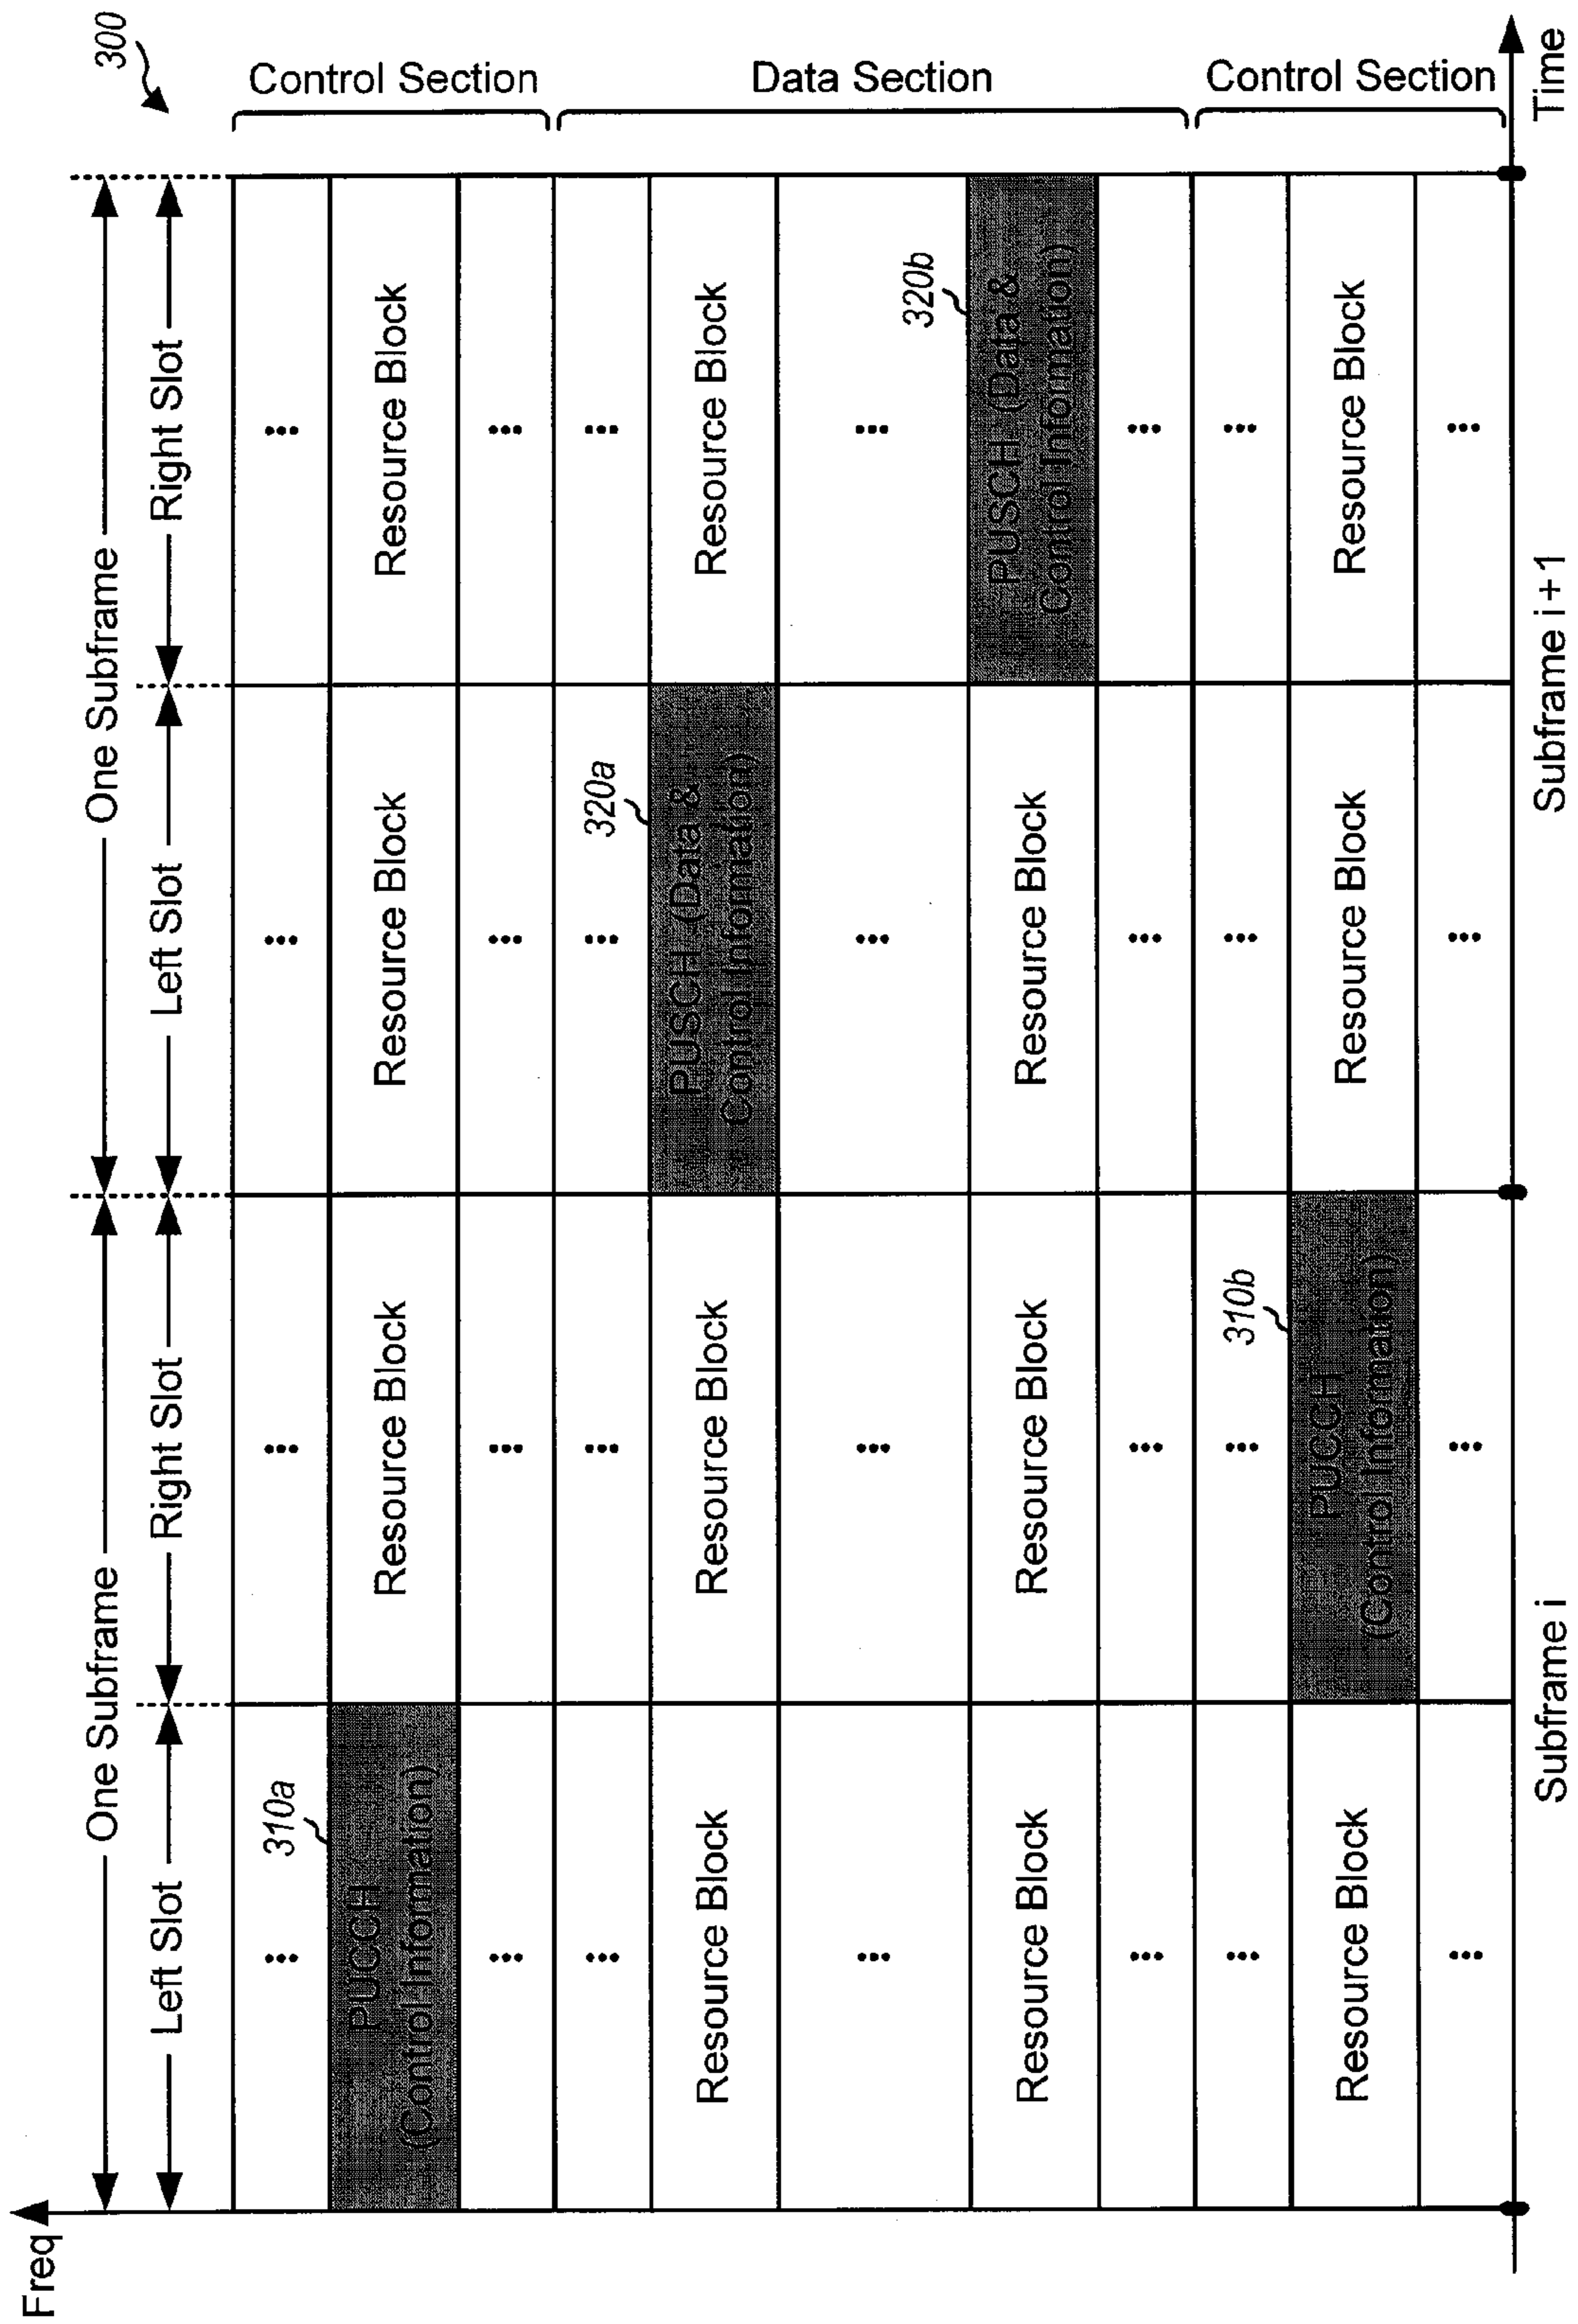 300
One Subframe
One Subframe
Left Slot
Right Slot
Left Slot
Right Slot
Freq
⋮
⋮
⋮
⋮
Control Section
310a
PUCCH
(Control Information)
Resource Block
Resource Block
Resource Block
⋮
⋮
⋮
⋮
⋮
⋮
⋮
⋮
Data Section
320a
Resource Block
Resource Block
PUSCH (Data &
Control Information)
Resource Block
⋮
⋮
⋮
⋮
320b
Resource Block
Resource Block
Resource Block
PUSCH (Data &
Control Information)
⋮
⋮
⋮
⋮
⋮
⋮
⋮
⋮
Control Section
310b
Resource Block
PUCCH
(Control Information)
Resource Block
Resource Block
⋮
⋮
⋮
⋮
Subframe i
Subframe i+1
Time